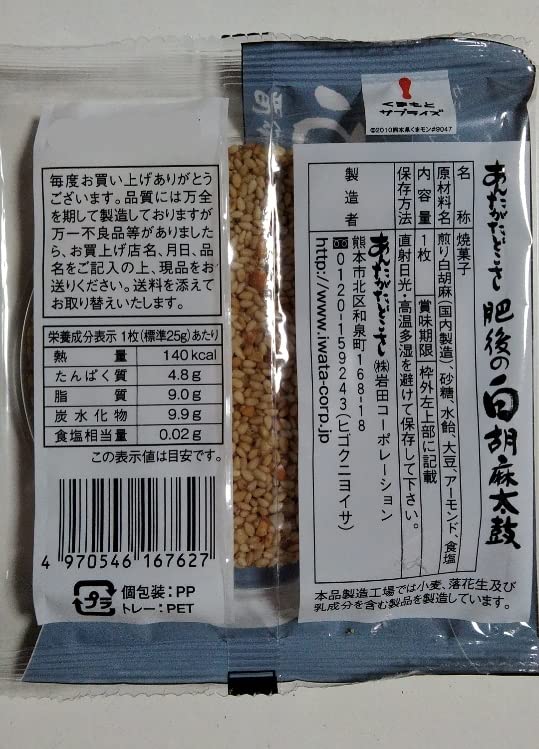 くまもと
サプライズ
©2010熊本県くまモン#9047
肥後
あんたがたどこさ 肥後の白胡麻太鼓
名称 焼菓子
原材料名 煎り白胡麻(国内製造)、砂糖、水飴、大豆、アーモンド、食塩
内容量 1枚 賞味期限 枠外左上部に記載
保存方法 直射日光・高温多湿を避けて保存して下さい。
製造者 あんたがたどこさ ㈱岩田コーポレーション
熊本市北区和泉町168-18
0120-159243(ヒゴクニヨイサ)
http://www.iwata-corp.jp
本品製造工場では小麦、落花生及び
乳成分を含む製品を製造しています。
毎度お買い上げありがとう
ございます。品質には万全
を期して製造しておりますが
万一不良品等がありました
ら、お買上げ店名、月日、品
名をご記入の上、現品をお
送りください。送料を添えて
お取り替えいたします。
栄養成分表示 1枚(標準25g)あたり
熱量 140kcal
たんぱく質 4.8g
脂質 9.0g
炭水化物 9.9g
食塩相当量 0.02g
この表示値は目安です。
4 970546 167627
プラ
個包装:PP
トレー:PET